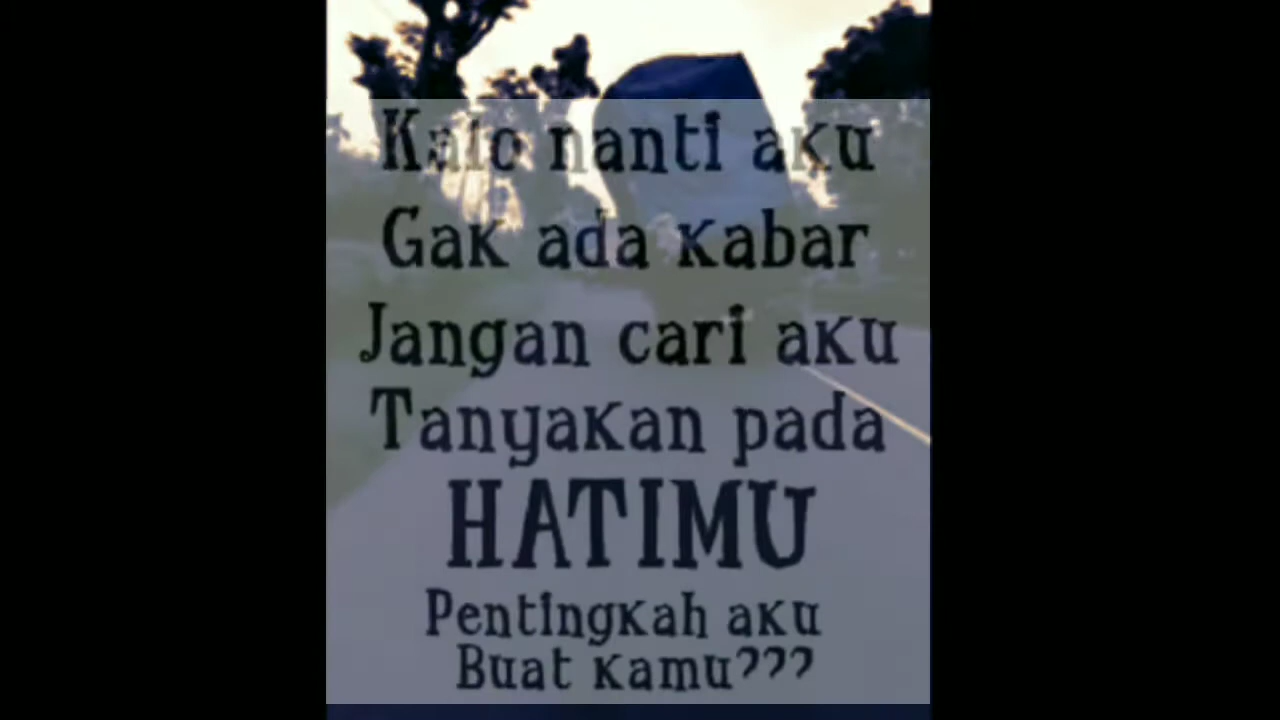 Kalo nanti aku
Gak ada kabar
Jangan cari aku
Tanyakan pada
HATIMU
Pentingkah aku
Buat kamu???